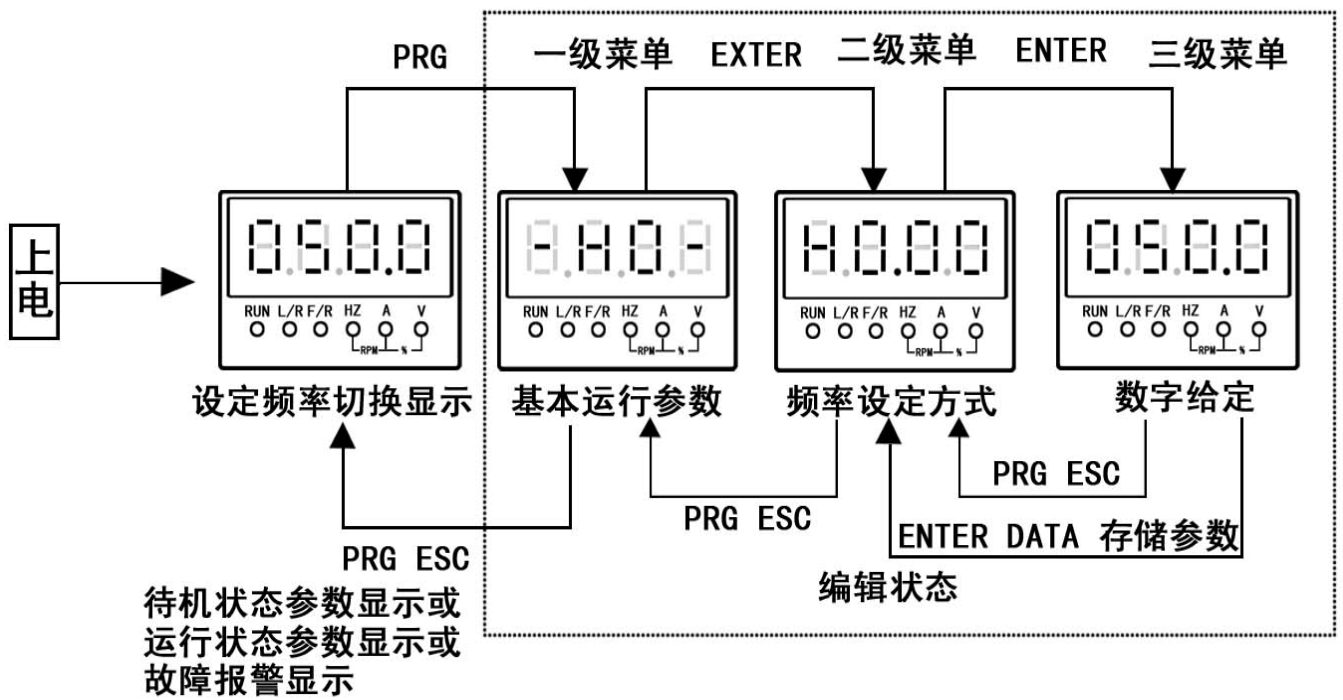 PRG
一级菜单 EXTER 二级菜单 ENTER 三级菜单
上电
050.0
-H0-
H0.0.0
050.0
RUN L/R F/R HZ A V
RPM %
RUN L/R F/R HZ A V
RPM %
RUN L/R F/R HZ A V
RPM %
RUN L/R F/R HZ A V
RPM %
设定频率切换显示
基本运行参数
频率设定方式
数字给定
PRG ESC
PRG ESC
PRG ESC
ENTER DATA 存储参数
编辑状态
待机状态参数显示或
运行状态参数显示或
故障报警显示